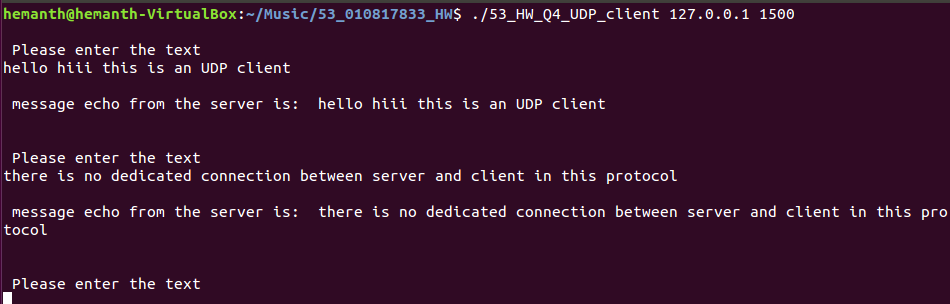 hemanth@hemanth-VirtualBox:~/Music/53_010817833_HW$ ./53_HW_Q4_UDP_client 127.0.0.1 1500
Please enter the text
hello hiii this is an UDP client
message echo from the server is:  hello hiii this is an UDP client
Please enter the text
there is no dedicated connection between server and client in this protocol
message echo from the server is:  there is no dedicated connection between server and client in this pro
tocol
Please enter the text